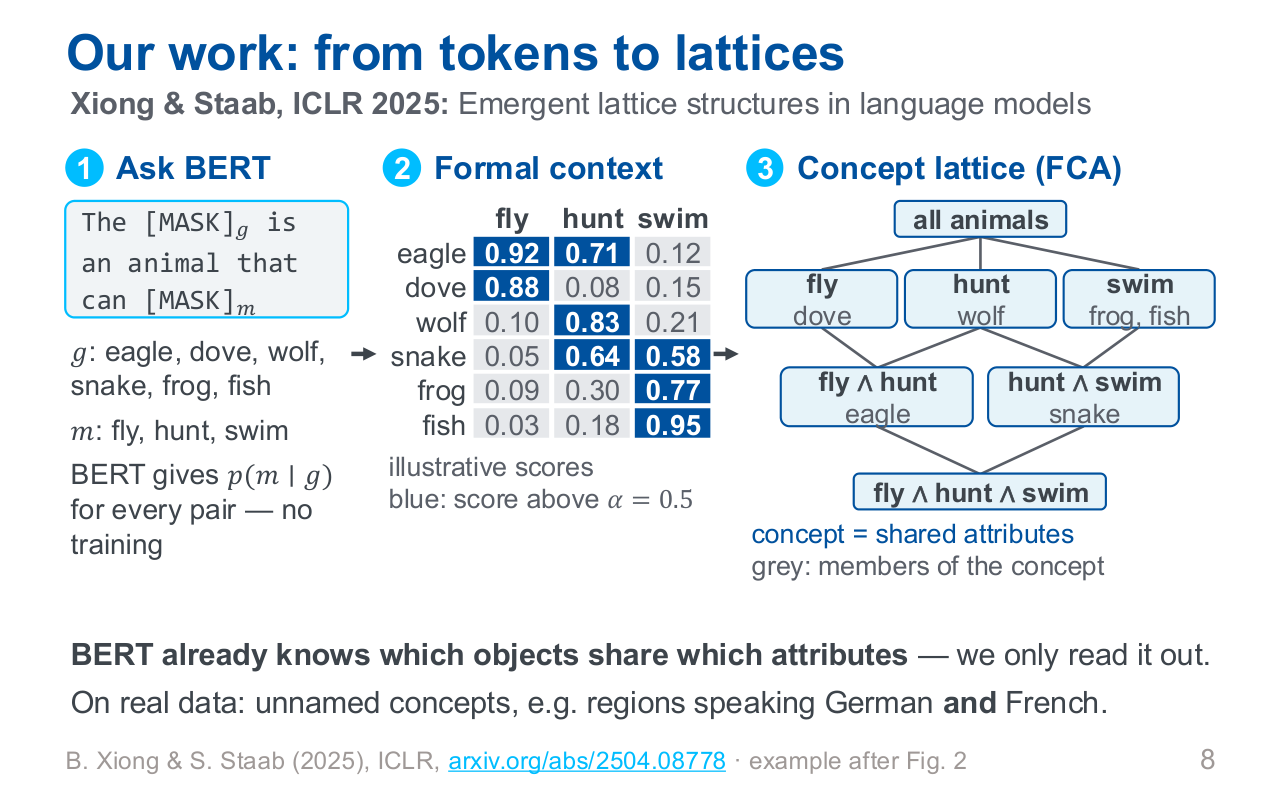 Our work: from tokens to lattices
Xiong & Staab, ICLR 2025: Emergent lattice structures in language models
1 Ask BERT
The [MASK]g is
an animal that
can [MASK]m
g: eagle, dove, wolf,
snake, frog, fish
m: fly, hunt, swim
BERT gives p(m | g)
for every pair — no
training
2 Formal context
fly hunt swim
eagle 0.92 0.71 0.12
dove 0.88 0.08 0.15
wolf 0.10 0.83 0.21
snake 0.05 0.64 0.58
frog 0.09 0.30 0.77
fish 0.03 0.18 0.95
illustrative scores
blue: score above α = 0.5
3 Concept lattice (FCA)
all animals
fly
dove
hunt
wolf
swim
frog, fish
fly ∧ hunt
eagle
hunt ∧ swim
snake
fly ∧ hunt ∧ swim
concept = shared attributes
grey: members of the concept
BERT already knows which objects share which attributes — we only read it out.
On real data: unnamed concepts, e.g. regions speaking German and French.
B. Xiong & S. Staab (2025), ICLR, arxiv.org/abs/2504.08778 · example after Fig. 2
8